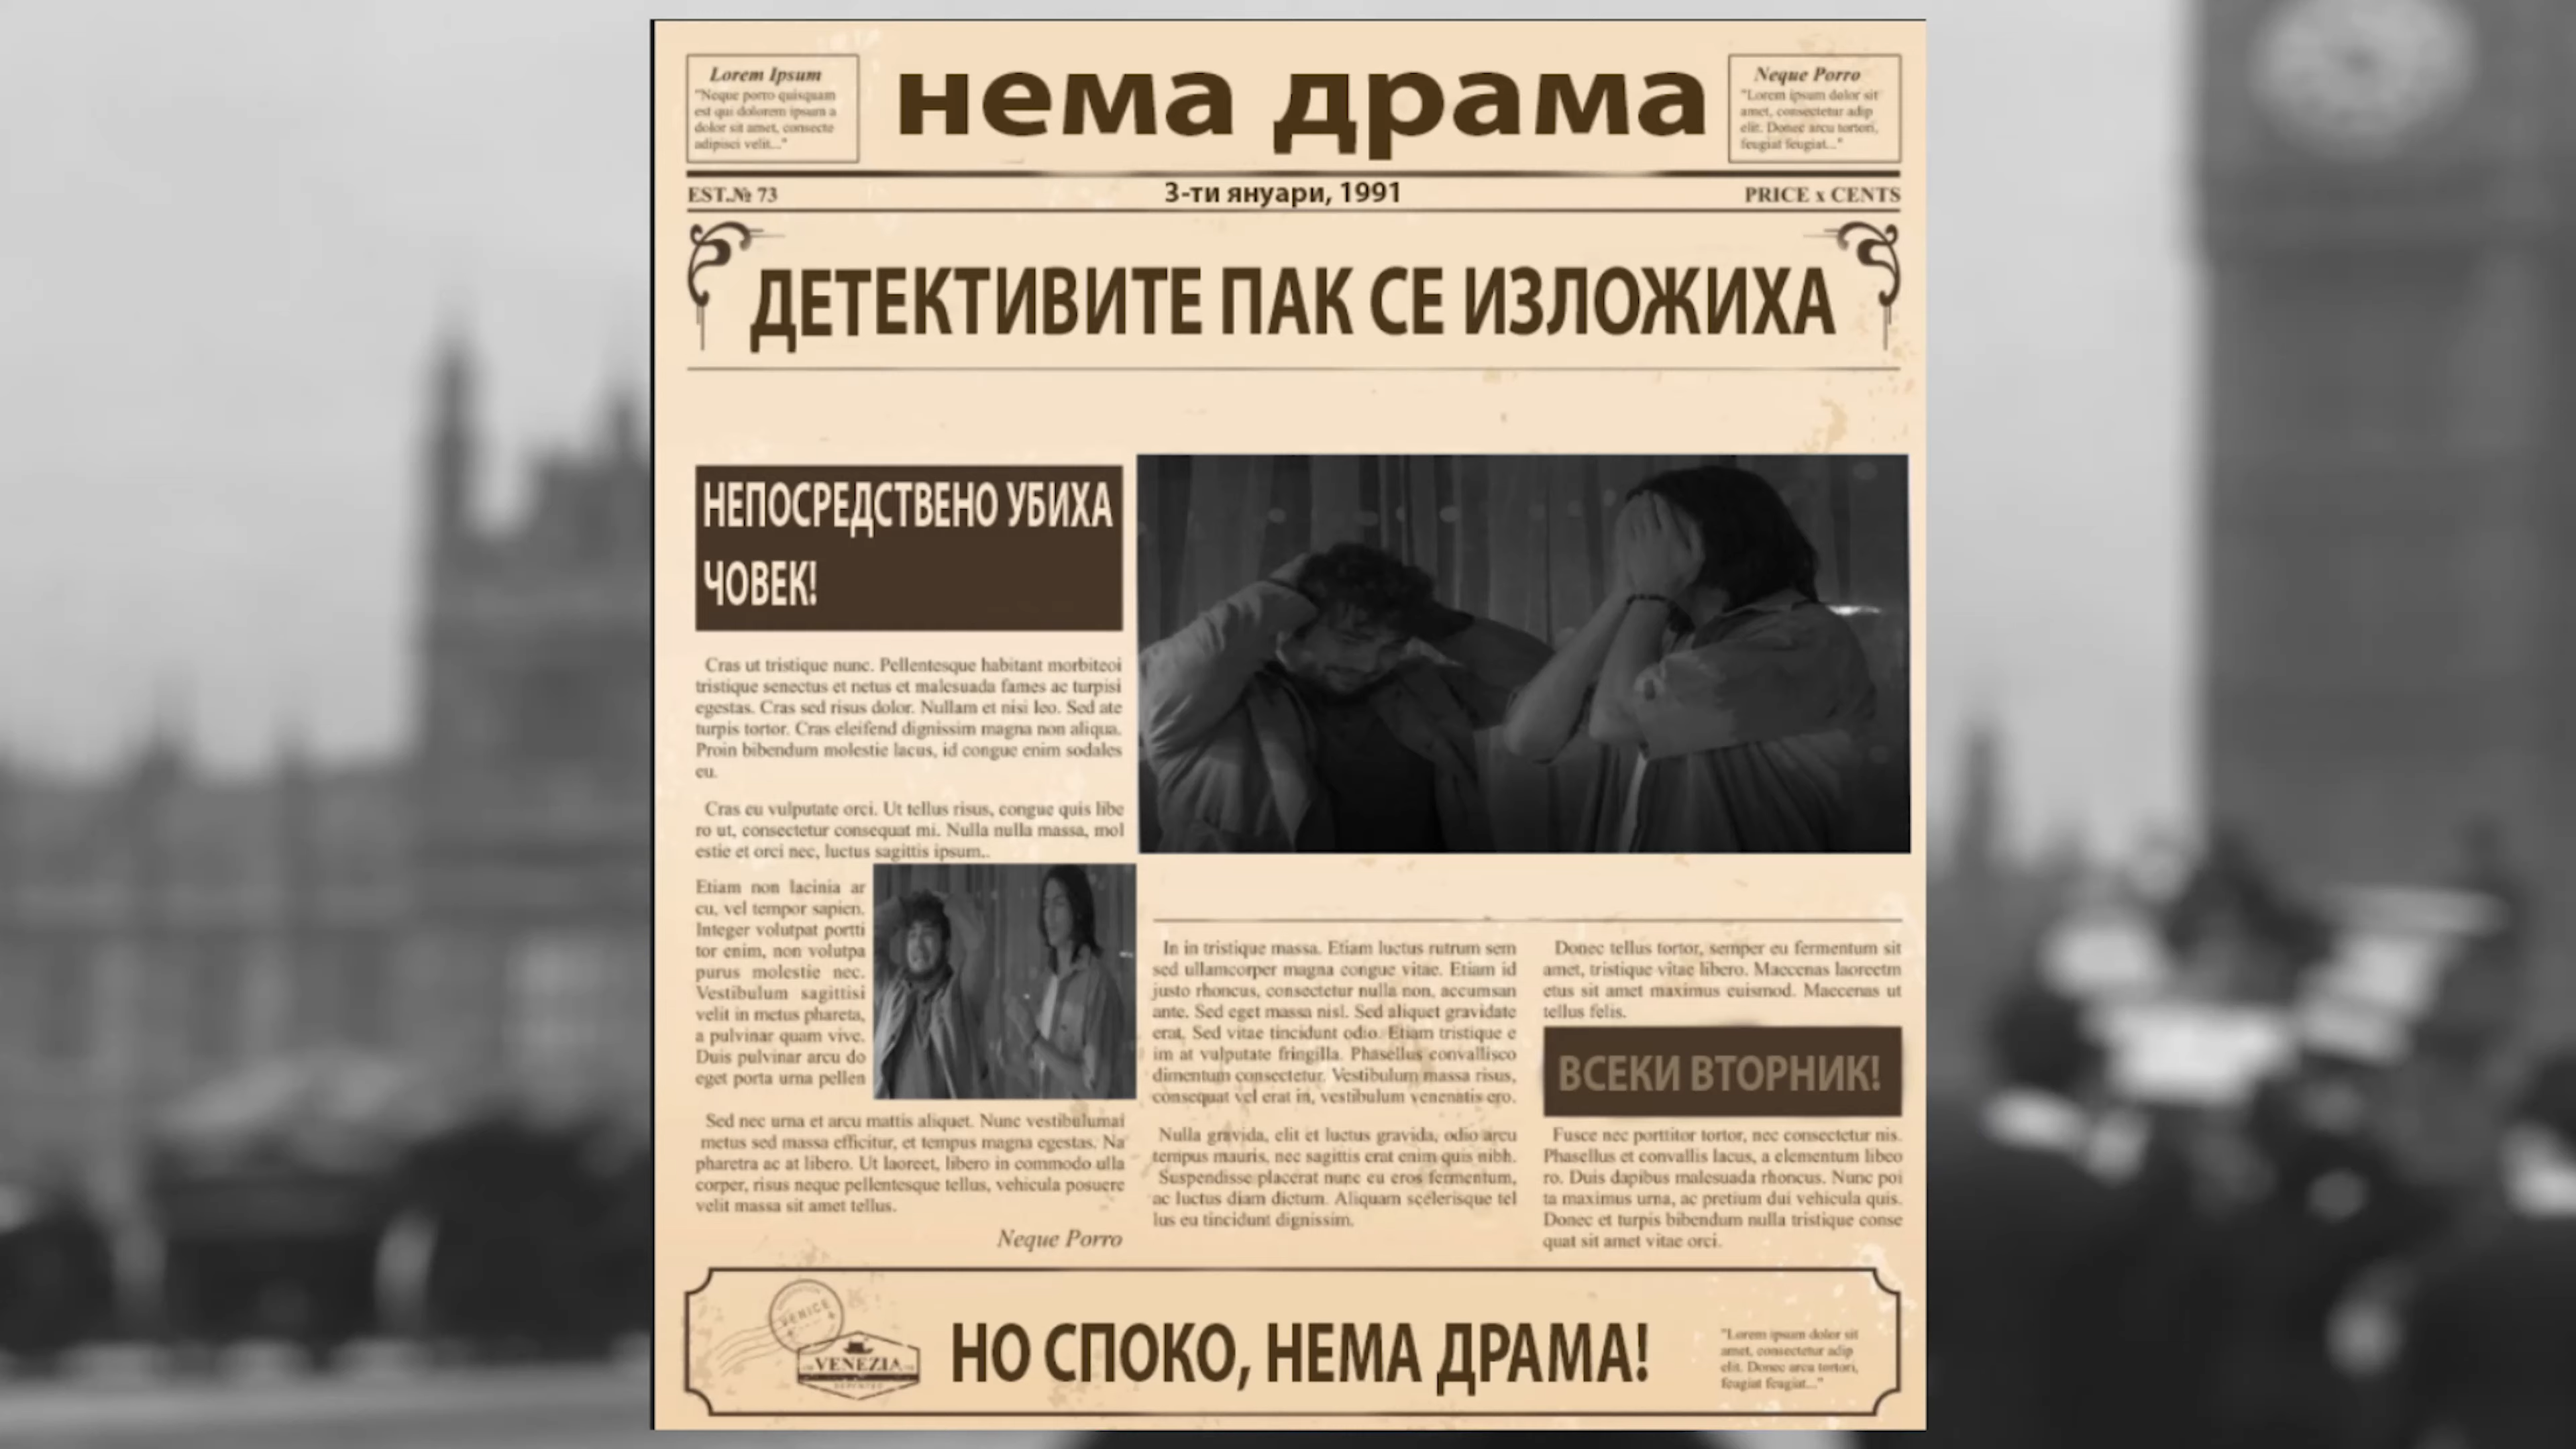 Lorem Ipsum
"Neque porro quisquam
est qui dolorem ipsum a
dolor sit amet, consecte
adipisci velit..."
нема драма
Neque Porro
"Lorem ipsum dolor sit
amet, consectetur adip
elit. Donec arcu tortori,
feugiat feugiat..."
EST.№ 73
3-ти януари, 1991
PRICE x CENTS
ДЕТЕКТИВИТЕ ПАК СЕ ИЗЛОЖИХА
НЕПОСРЕДСТВЕНО УБИХА
ЧОВЕК!
Cras ut tristique nunc. Pellentesque habitant morbiteoi
tristique senectus et netus et malesuada fames ac turpisi
egestas. Cras sed risus dolor. Nullam et nisi leo. Sed ate
turpis tortor. Cras eleifend dignissim magna non aliqua.
Proin bibendum molestie lacus, id congue enim sodales
eu.
Cras eu vulputate orci. Ut tellus risus, congue quis libe
ro ut, consectetur consequat mi. Nulla nulla massa, mol
estie et orci nec, luctus sagittis ipsum..
Etiam non lacinia ar
cu, vel tempor sapien.
Integer volutpat portti
tor enim, non volutpa
purus molestie nec.
Vestibulum sagittisi
velit in metus phareta,
a pulvinar quam vive.
Duis pulvinar arcu do
eget porta urna pellen
Sed nec urna et arcu mattis aliquet. Nunc vestibulumai
metus sed massa efficitur, et tempus magna egestas. Na
pharetra ac at libero. Ut laoreet, libero in commodo ulla
corper, risus neque pellentesque tellus, vehicula posuere
velit massa sit amet tellus.
Neque Porro
In in tristique massa. Etiam luctus rutrum sem
sed ullamcorper magna congue vitae. Etiam id
justo rhoncus, consectetur nulla non, accumsan
ante. Sed eget massa nisl. Sed aliquet gravidate
erat. Sed vitae tincidunt odio. Etiam tristique e
im at vulputate fringilla. Phasellus convallisco
dimentum consectetur. Vestibulum massa risus,
consequat vel erat in, vestibulum venenatis ero.
Nulla gravida, elit et luctus gravida, odio arcu
tempus mauris, nec sagittis erat enim quis nibh.
Suspendisse placerat nunc eu eros fermentum,
ac luctus diam dictum. Aliquam scelerisque tel
lus eu tincidunt dignissim.
Donec tellus tortor, semper eu fermentum sit
amet, tristique vitae libero. Maecenas laoreetm
etus sit amet maximus euismod. Maecenas ut
tellus felis.
ВСЕКИ ВТОРНИК!
Fusce nec porttitor tortor, nec consectetur nis.
Phasellus et convallis lacus, a elementum libeo
ro. Duis dapibus malesuada rhoncus. Nunc poi
ta maximus urna, ac pretium dui vehicula quis.
Donec et turpis bibendum nulla tristique conse
quat sit amet vitae orci.
VENICE
VENEZIA
НО СПОКО, НЕМА ДРАМА!
"Lorem ipsum dolor sit
amet, consectetur adip
elit. Donec arcu tortori,
feugiat feugiat..."